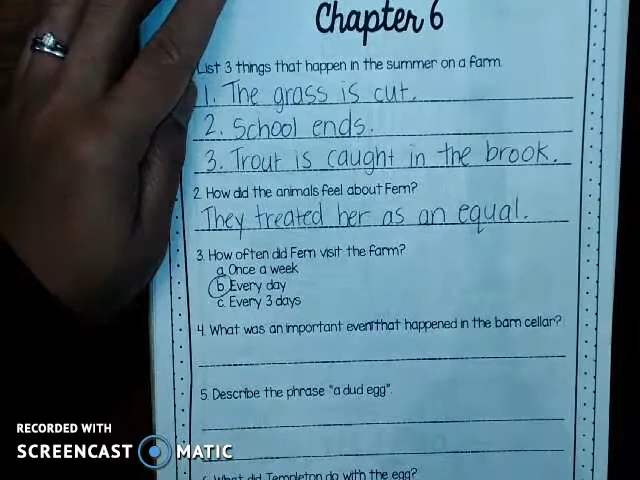 Chapter 6
List 3 things that happen in the summer on a farm.
1. The grass is cut.
2. School ends.
3. Trout is caught in the brook.
2. How did the animals feel about Fern?
They treated her as an equal.
3. How often did Fern visit the farm?
a. Once a week
b. Every day
c. Every 3 days
4. What was an important event that happened in the barn cellar?
5. Describe the phrase "a dud egg".
What did Templeton do with the egg?
RECORDED WITH
SCREENCAST MATIC